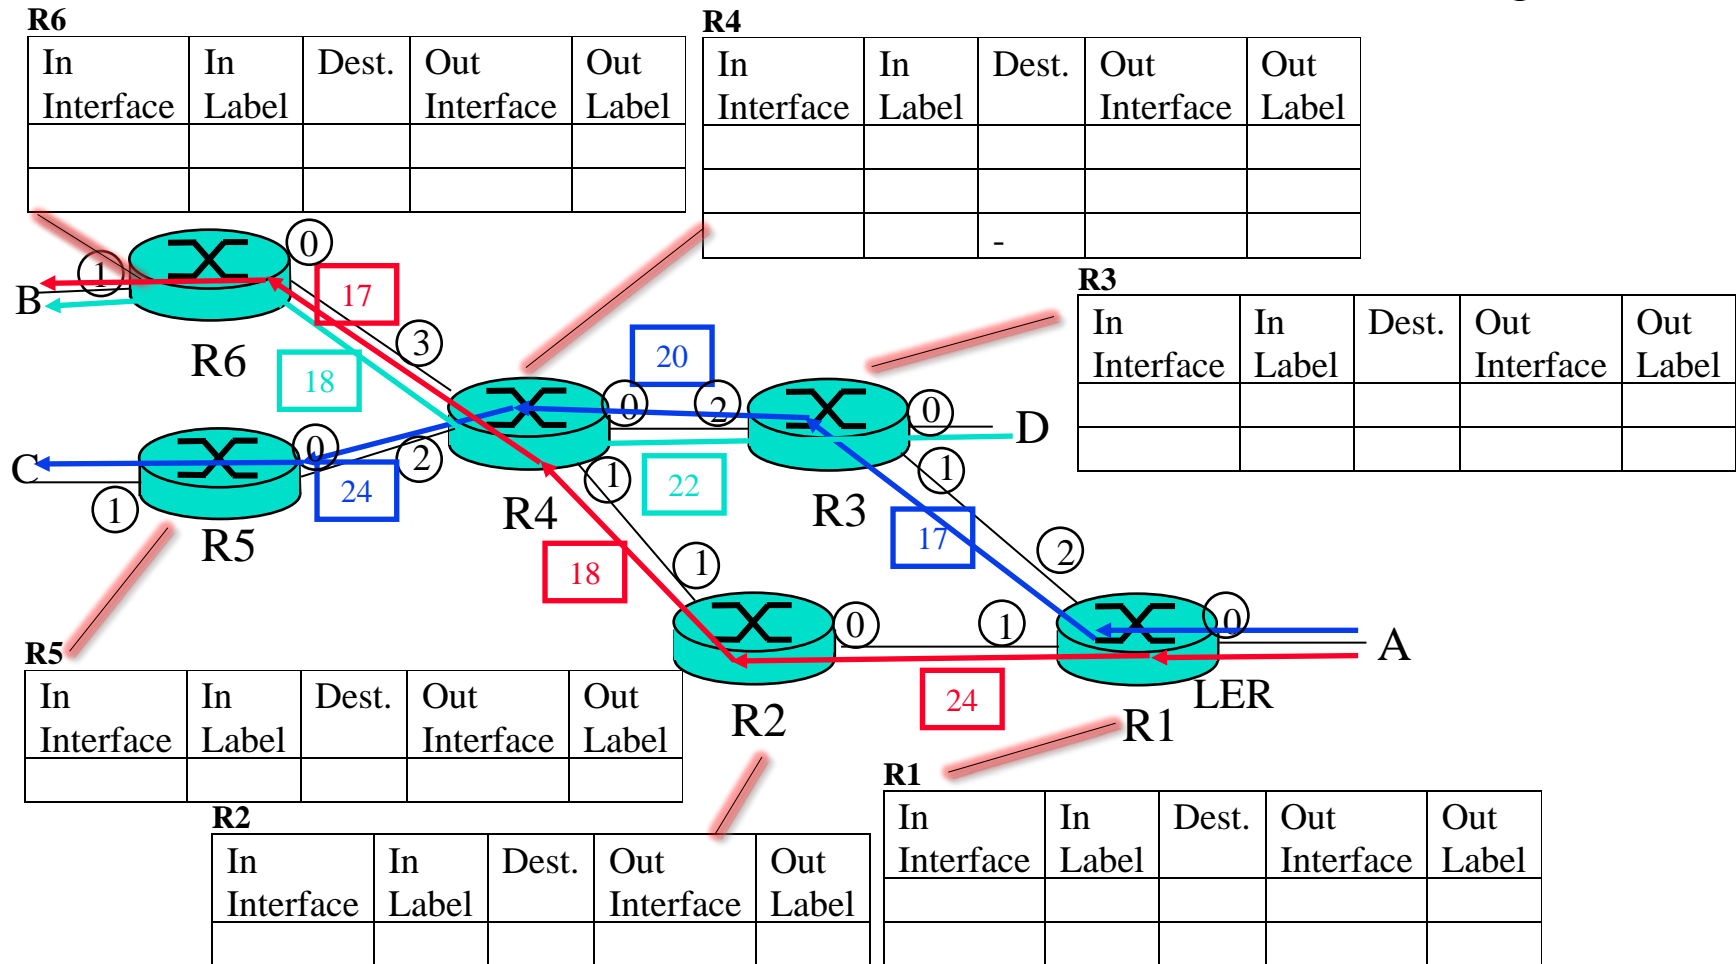 R6
In In Dest. Out Out
Interface Label Interface Label
R4
In In Dest. Out Out
Interface Label Interface Label
-
R3
In In Dest. Out Out
Interface Label Interface Label
0
1
B
17
R6
18
3
20
0
2
0
D
C
0
2
1
24
R5
R4
1
22
R3
1
17
2
18
1
0
1
0
A
24
R2
LER
R1
R5
In In Dest. Out Out
Interface Label Interface Label
R2
In In Dest. Out Out
Interface Label Interface Label
R1
In In Dest. Out Out
Interface Label Interface Label